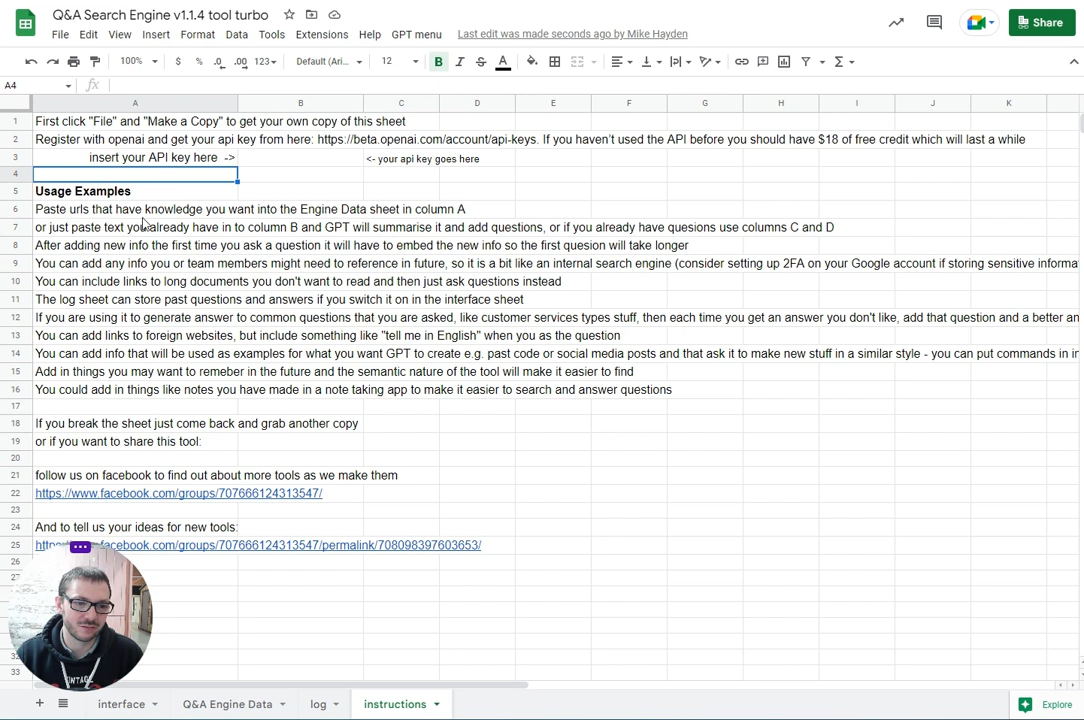 Q&A Search Engine v1.1.4 tool turbo
File Edit View Insert Format Data Tools Extensions Help GPT menu Last edit was made seconds ago by Mike Hayden
Share
100% $ % .0 .00 123 Default (Ari... 12 B I S A
A4 fx
A B C D E F G H I J K
1 First click "File" and "Make a Copy" to get your own copy of this sheet
2 Register with openai and get your api key from here: https://beta.openai.com/account/api-keys. If you haven't used the API before you should have $18 of free credit which will last a while
3 insert your API key here -> <- your api key goes here
4
5 Usage Examples
6 Paste urls that have knowledge you want into the Engine Data sheet in column A
7 or just paste text you already have in to column B and GPT will summarise it and add questions, or if you already have quesions use columns C and D
8 After adding new info the first time you ask a question it will have to embed the new info so the first quesion will take longer
9 You can add any info you or team members might need to reference in future, so it is a bit like an internal search engine (consider setting up 2FA on your Google account if storing sensitive informa
10 You can include links to long documents you don't want to read and then just ask questions instead
11 The log sheet can store past questions and answers if you switch it on in the interface sheet
12 If you are using it to generate answer to common questions that you are asked, like customer services types stuff, then each time you get an answer you don't like, add that question and a better an
13 You can add links to foreign websites, but include something like "tell me in English" when you as the question
14 You can add info that will be used as examples for what you want GPT to create e.g. past code or social media posts and that ask it to make new stuff in a similar style - you can put commands in in
15 Add in things you may want to remeber in the future and the semantic nature of the tool will make it easier to find
16 You could add in things like notes you have made in a note taking app to make it easier to search and answer questions
17
18 If you break the sheet just come back and grab another copy
19 or if you want to share this tool:
20
21 follow us on facebook to find out about more tools as we make them
22 https://www.facebook.com/groups/707666124313547/
23
24 And to tell us your ideas for new tools:
25 facebook.com/groups/707666124313547/permalink/708098397603653/
26
33
VINTAGE
interface Q&A Engine Data log instructions
Explore